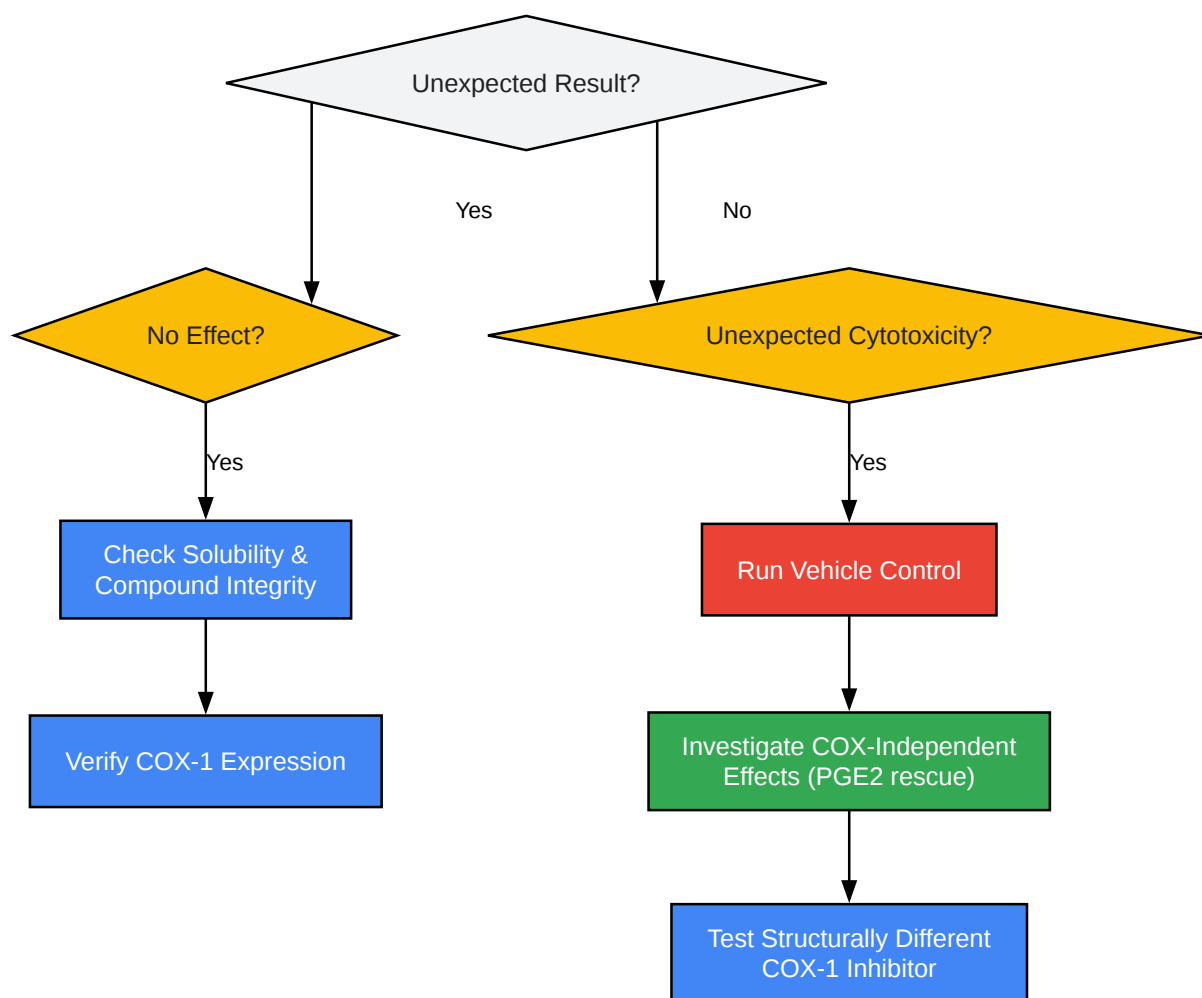 Unexpected Result?
Yes
No
No Effect?
Unexpected Cytotoxicity?
Yes
Yes
Check Solubility &
Compound Integrity
Run Vehicle Control
Verify COX-1 Expression
Investigate COX-Independent
Effects (PGE2 rescue)
Test Structurally Different
COX-1 Inhibitor